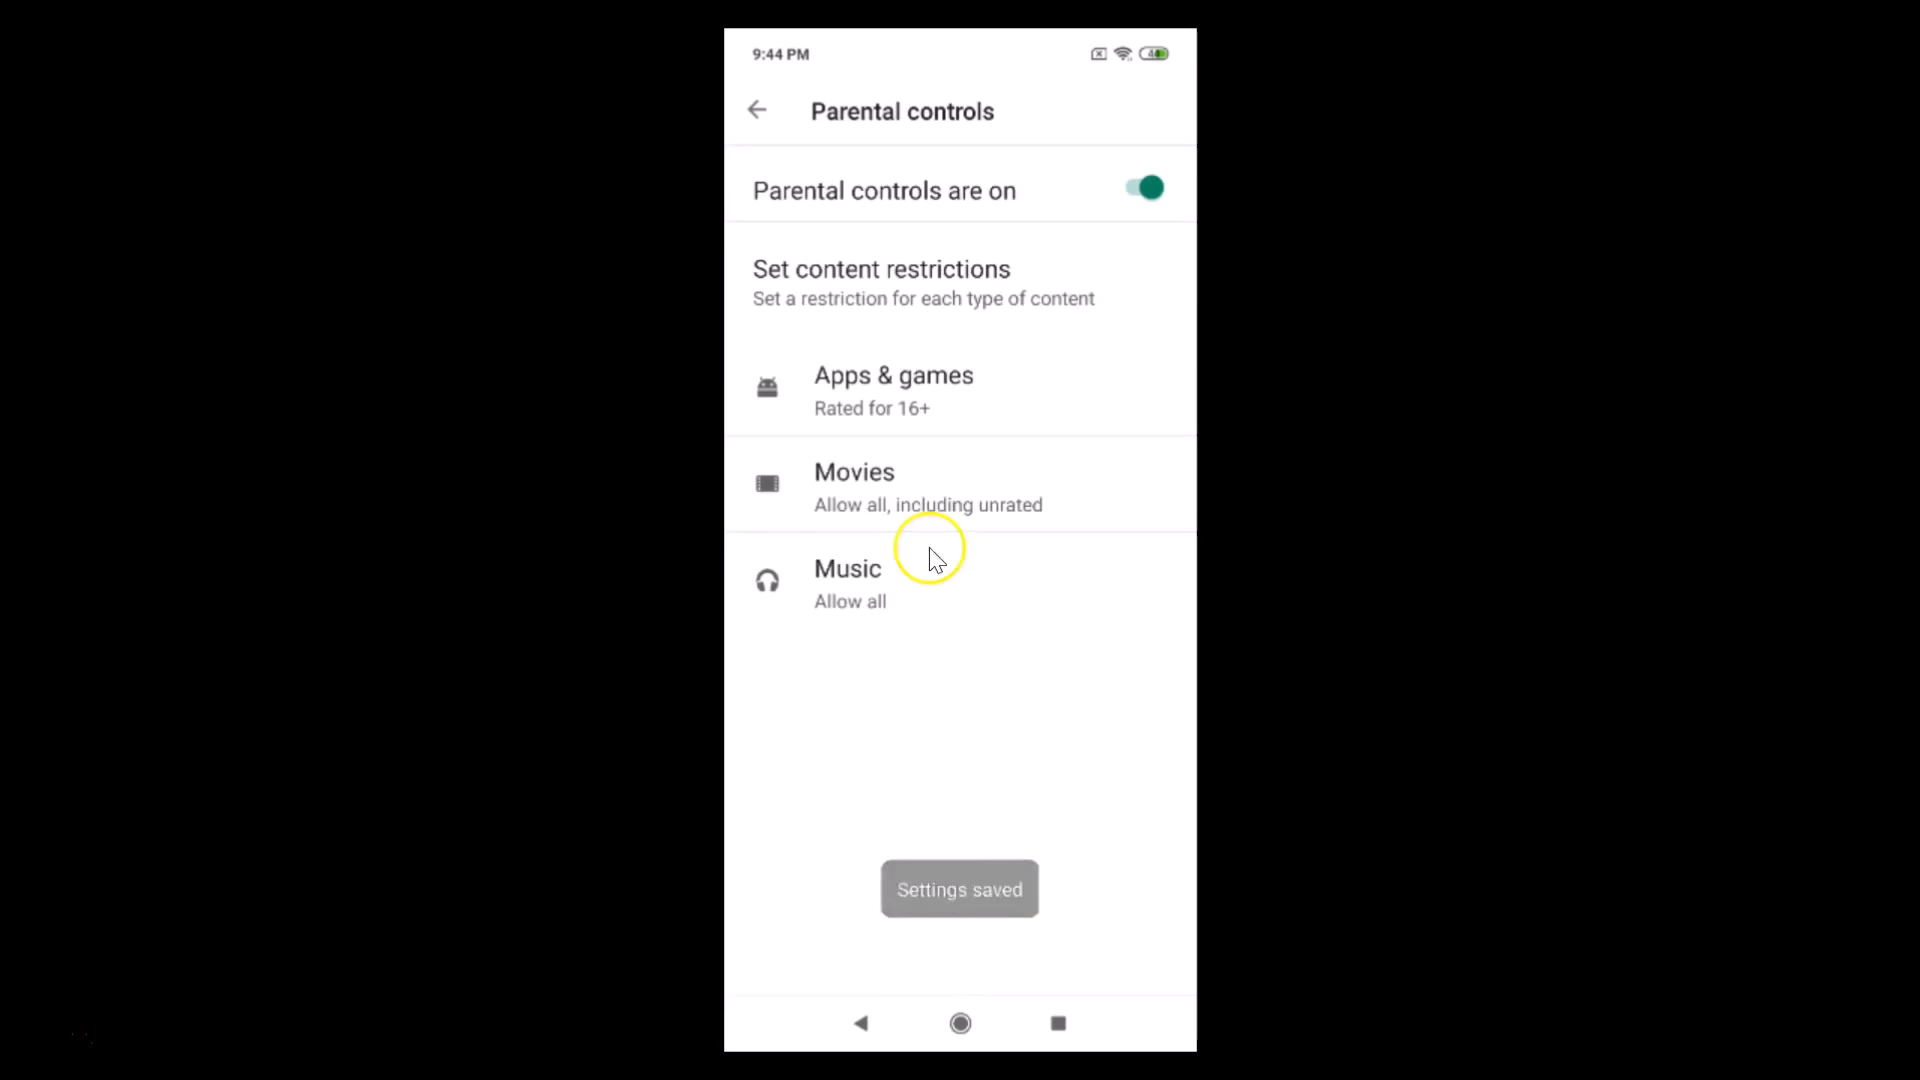 9:44 PM
Parental controls
Parental controls are on
Set content restrictions
Set a restriction for each type of content
Apps & games
Rated for 16+
Movies
Allow all, including unrated
Music
Allow all
Settings saved